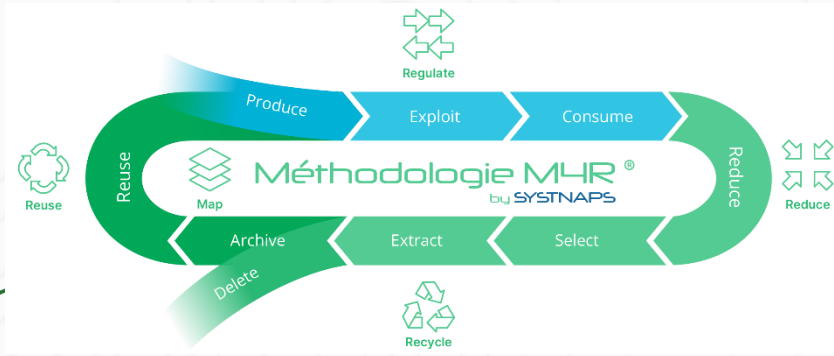 Regulate
Produce
Exploit
Consume
Reuse
Reuse
Map
Méthodologie M4R ®
by SYSTNAPS
Reduce
Reduce
Archive
Extract
Select
Delete
Recycle